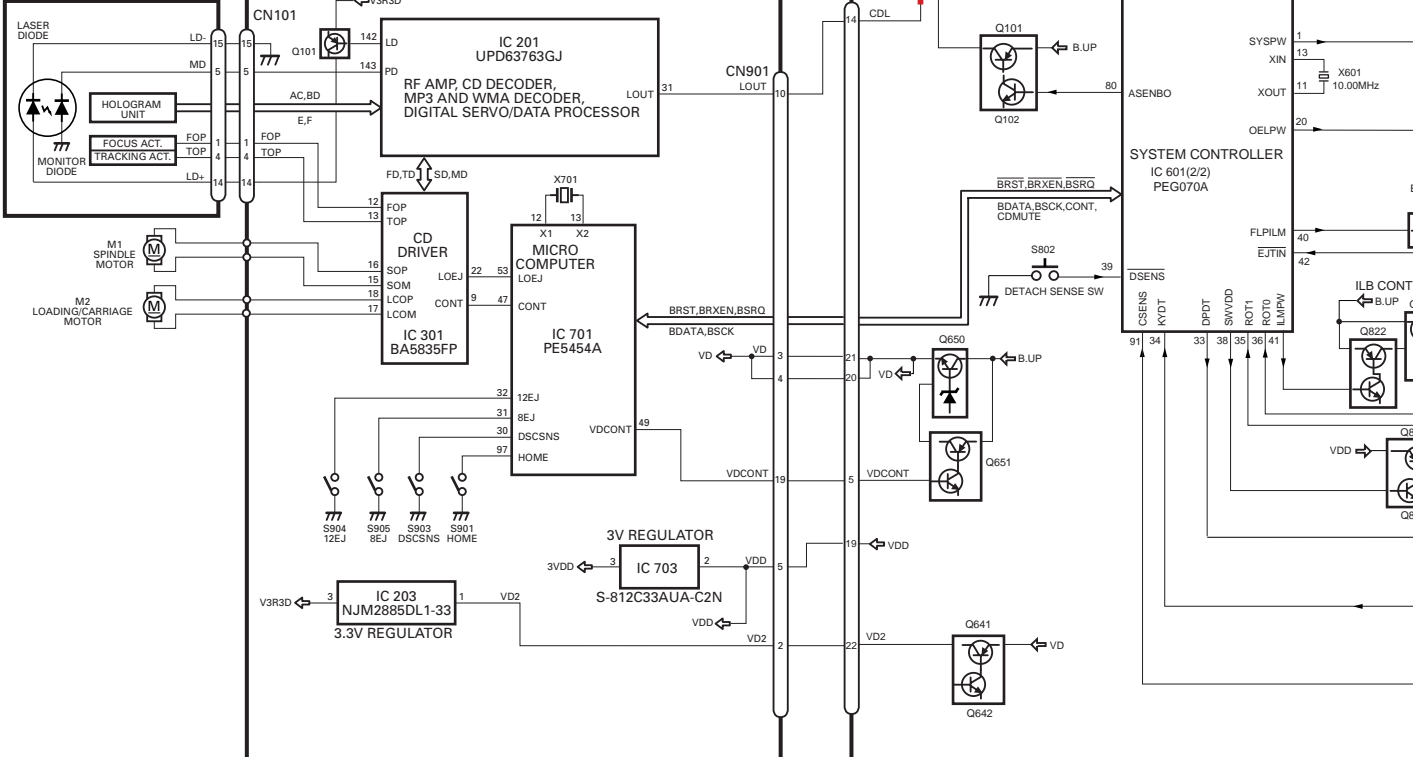 V3R3D
CN101
LASER
DIODE
LD-
15
15
MD
5
5
HOLOGRAM
UNIT
AC,BD
E,F
FOCUS ACT.
TRACKING ACT.
FOP
1
1
FOP
TOP
4
4
TOP
MONITOR
DIODE
LD+
14
14
Q101
142
LD
143
PD
IC 201
UPD63763GJ
RF AMP, CD DECODER,
MP3 AND WMA DECODER,
DIGITAL SERVO/DATA PROCESSOR
LOUT
31
CN901
LOUT
10
14
CDL
FD,TD
SD,MD
12
FOP
13
TOP
CD
DRIVER
16
SOP
15
SOM
18
LCOP
17
LCOM
LOEJ
22
53
LOEJ
CONT
9
47
CONT
IC 301
BA5835FP
M1
SPINDLE
MOTOR
M
M2
LOADING/CARRIAGE
MOTOR
M
X701
12
13
X1
X2
MICRO
COMPUTER
IC 701
PE5454A
32
12EJ
31
8EJ
30
DSCSNS
97
HOME
VDCONT
49
S904
12EJ
S905
8EJ
S903
DSCSNS
S901
HOME
BRST,BRXEN,BSRQ
BDATA,BSCK
VD
VD
3
4
21
20
VD
Q650
B.UP
Q651
VDCONT
19
5
VDCONT
3V REGULATOR
3VDD
3
IC 703
2
VDD
5
19
VDD
S-812C33AUA-C2N
VDD
V3R3D
3
IC 203
NJM2885DL1-33
1
VD2
3.3V REGULATOR
VD2
2
22
VD2
Q641
VD
Q642
Q101
B.UP
Q102
80
ASENBO
SYSPW
1
XIN
13
XOUT
11
X601
10.00MHz
OELPW
20
SYSTEM CONTROLLER
IC 601(2/2)
PEG070A
BRST,BRXEN,BSRQ
BDATA,BSCK,CONT,
CDMUTE
FLPILM
40
EJTIN
42
S802
DETACH SENSE SW
39
DSENS
CSENS
KYDT
DPDT
SWVDD
ROT1
ROT0
ILMPW
91
34
33
38
35
36
41
ILB CONT
B.UP
Q822
VDD